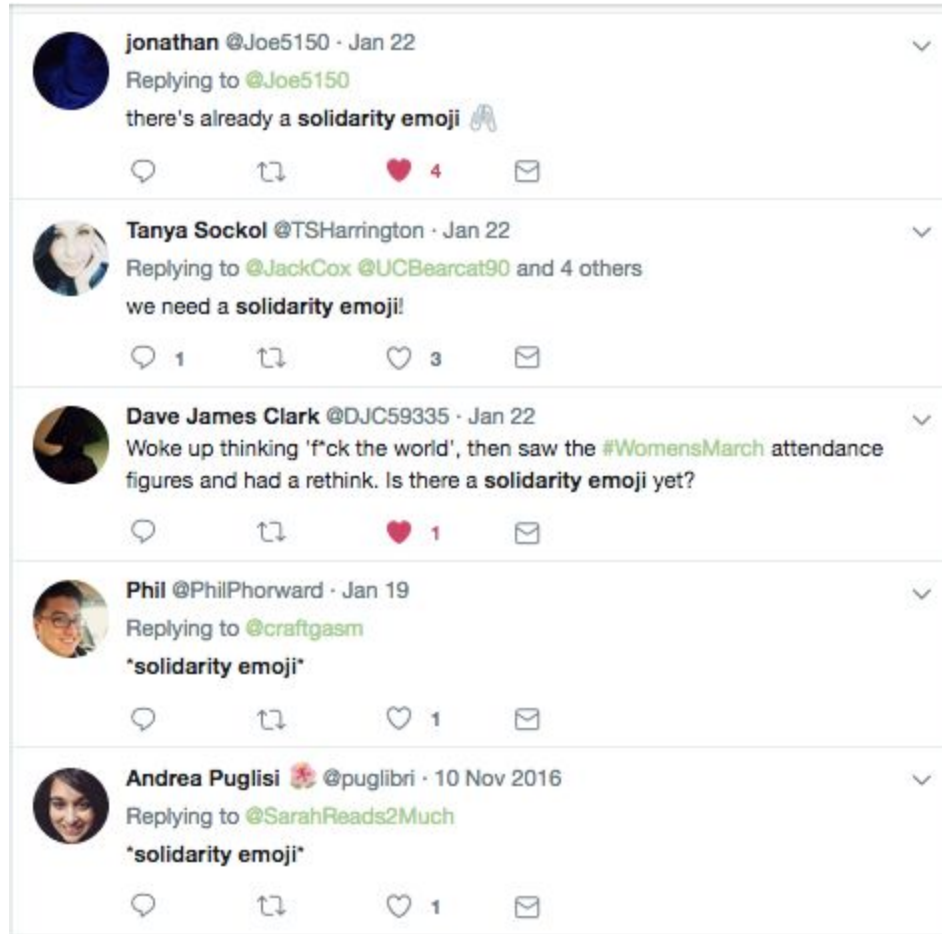 jonathan @Joe5150 · Jan 22
Replying to @Joe5150
there's already a solidarity emoji 🖇️
4
Tanya Sockol @TSHarrington · Jan 22
Replying to @JackCox @UCBearcat90 and 4 others
we need a solidarity emoji!
1 3
Dave James Clark @DJC59335 · Jan 22
Woke up thinking 'f*ck the world', then saw the #WomensMarch attendance
figures and had a rethink. Is there a solidarity emoji yet?
1
Phil @PhilPhorward · Jan 19
Replying to @craftgasm
*solidarity emoji*
1
Andrea Puglisi 🌺 @puglibri · 10 Nov 2016
Replying to @SarahReads2Much
*solidarity emoji*
1